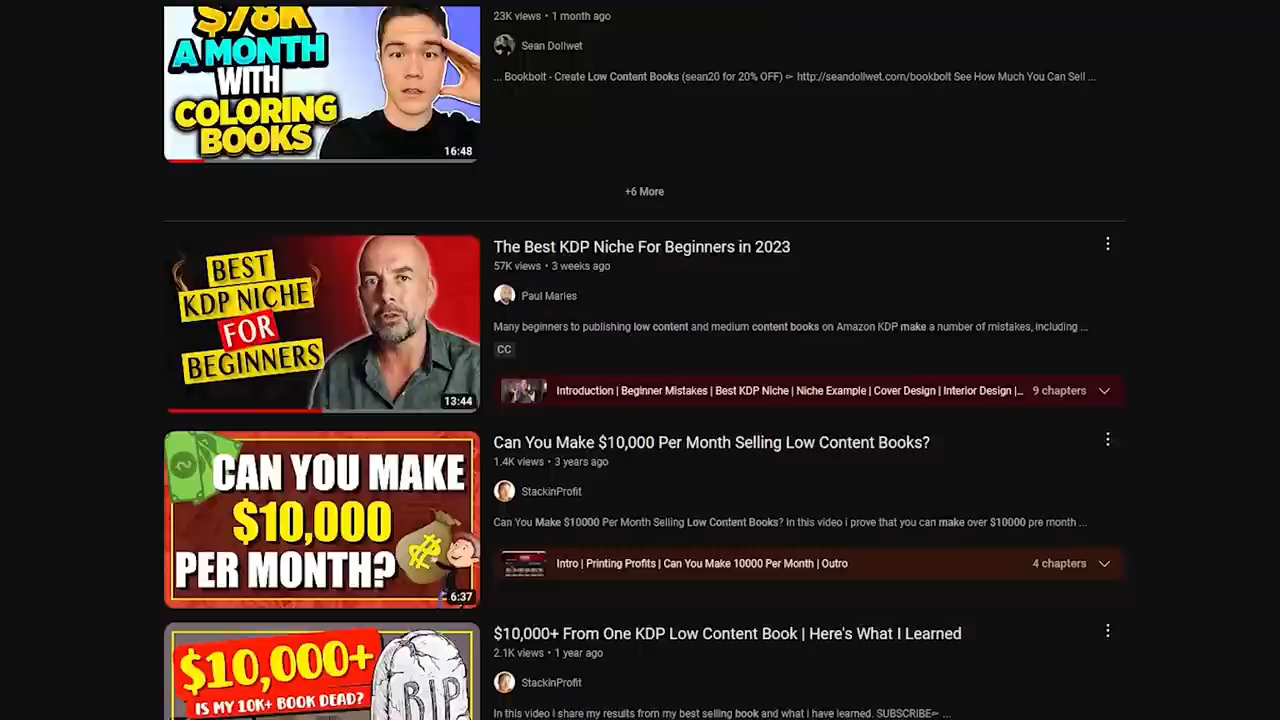 $78K
A MONTH
WITH
COLORING
BOOKS
16:48
23K views • 1 month ago
Sean Dollwet
... Bookbolt - Create Low Content Books (sean20 for 20% OFF) ➨ http://seandollwet.com/bookbolt See How Much You Can Sell ...
+6 More
BEST
KDP NICHE
FOR
BEGINNERS
13:44
The Best KDP Niche For Beginners in 2023
57K views • 3 weeks ago
Paul Marles
Many beginners to publishing low content and medium content books on Amazon KDP make a number of mistakes, including ...
CC
Introduction | Beginner Mistakes | Best KDP Niche | Niche Example | Cover Design | Interior Design |...
9 chapters
CAN YOU MAKE
$10,000
PER MONTH?
6:37
Can You Make $10,000 Per Month Selling Low Content Books?
1.4K views • 3 years ago
StackinProfit
Can You Make $10000 Per Month Selling Low Content Books? In this video i prove that you can make over $10000 pre month ...
Intro | Printing Profits | Can You Make 10000 Per Month | Outro
4 chapters
$10,000+
IS MY 10K+ BOOK DEAD?
RIP
$10,000+ From One KDP Low Content Book | Here's What I Learned
2.1K views • 1 year ago
StackinProfit
In this video i share my results from my best selling book and what i have learned. SUBSCRIBE➨ ...